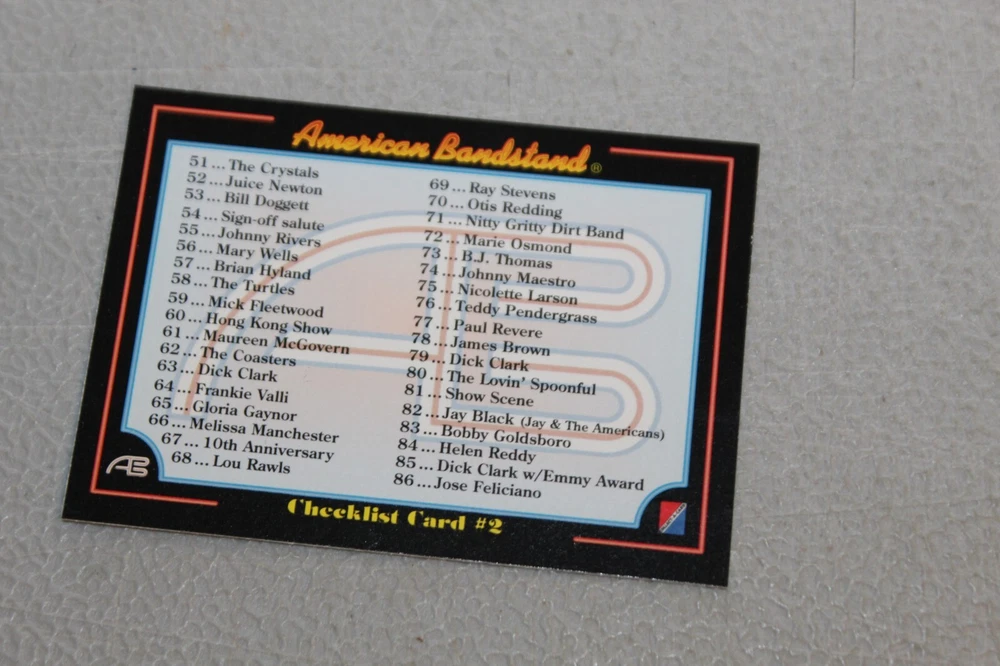 American Bandstand®
51...The Crystals
52...Juice Newton
53...Bill Doggett
54...Sign-off salute
55...Johnny Rivers
56...Mary Wells
57...Brian Hyland
58...The Turtles
59...Mick Fleetwood
60...Hong Kong Show
61...Maureen McGovern
62...The Coasters
63...Dick Clark
64...Frankie Valli
65...Gloria Gaynor
66...Melissa Manchester
67...10th Anniversary
68...Lou Rawls
69...Ray Stevens
70...Otis Redding
71...Nitty Gritty Dirt Band
72...Marie Osmond
73...B.J. Thomas
74...Johnny Maestro
75...Nicolette Larson
76...Teddy Pendergrass
77...Paul Revere
78...James Brown
79...Dick Clark
80...The Lovin' Spoonful
81...Show Scene
82...Jay Black (Jay & The Americans)
83...Bobby Goldsboro
84...Helen Reddy
85...Dick Clark w/Emmy Award
86...Jose Feliciano
AB
Checklist Card #2